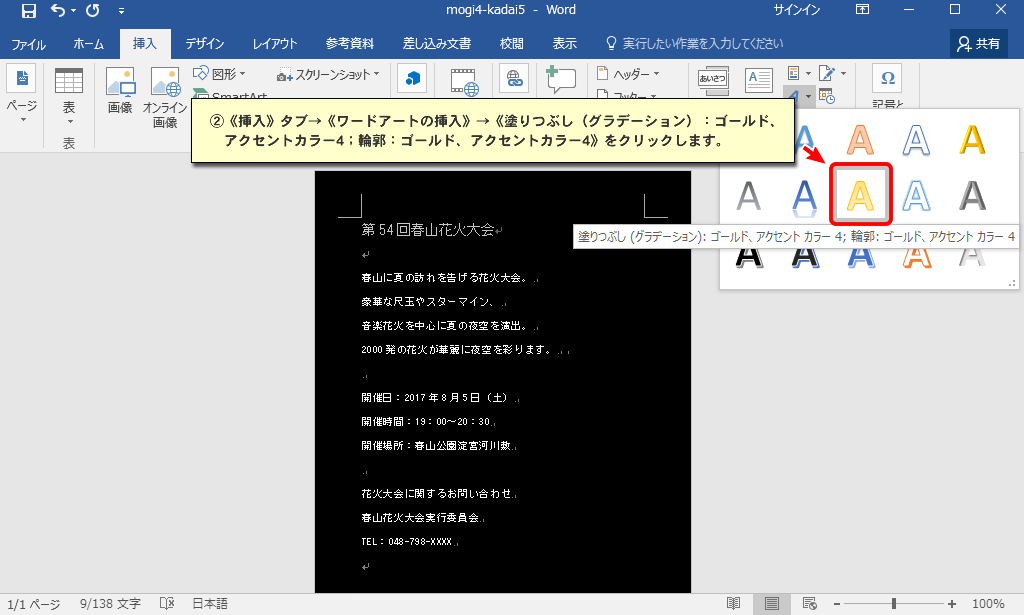 mogi4-kadai5 - Word
サインイン
ファイル ホーム 挿入 デザイン レイアウト 参考資料 差し込み文書 校閲 表示 実行したい作業を入力してください 共有
ページ
表
画像
オンライン
画像
図形
SmartArt
スクリーンショット
あいさつ
ヘッダー
フッター
記号と
表
②《挿入》タブ→《ワードアートの挿入》→《塗りつぶし（グラデーション）：ゴールド、
アクセントカラー4；輪郭：ゴールド、アクセントカラー4》をクリックします。
塗りつぶし (グラデーション): ゴールド、アクセント カラー 4; 輪郭: ゴールド、アクセント カラー 4
第 54 回春山花火大会
春山に夏の訪れを告げる花火大会。
豪華な尺玉やスターマイン、
音楽花火を中心に夏の夜空を演出。
2000 発の花火が華麗に夜空を彩ります。
開催日：2017 年 8 月 5 日（土）
開催時間：19：00～20：30
開催場所：春山公園淀宮河川敷
花火大会に関するお問い合わせ
春山花火大会実行委員会
TEL：048-798-XXXX
1/1 ページ 9/138 文字 日本語 100%